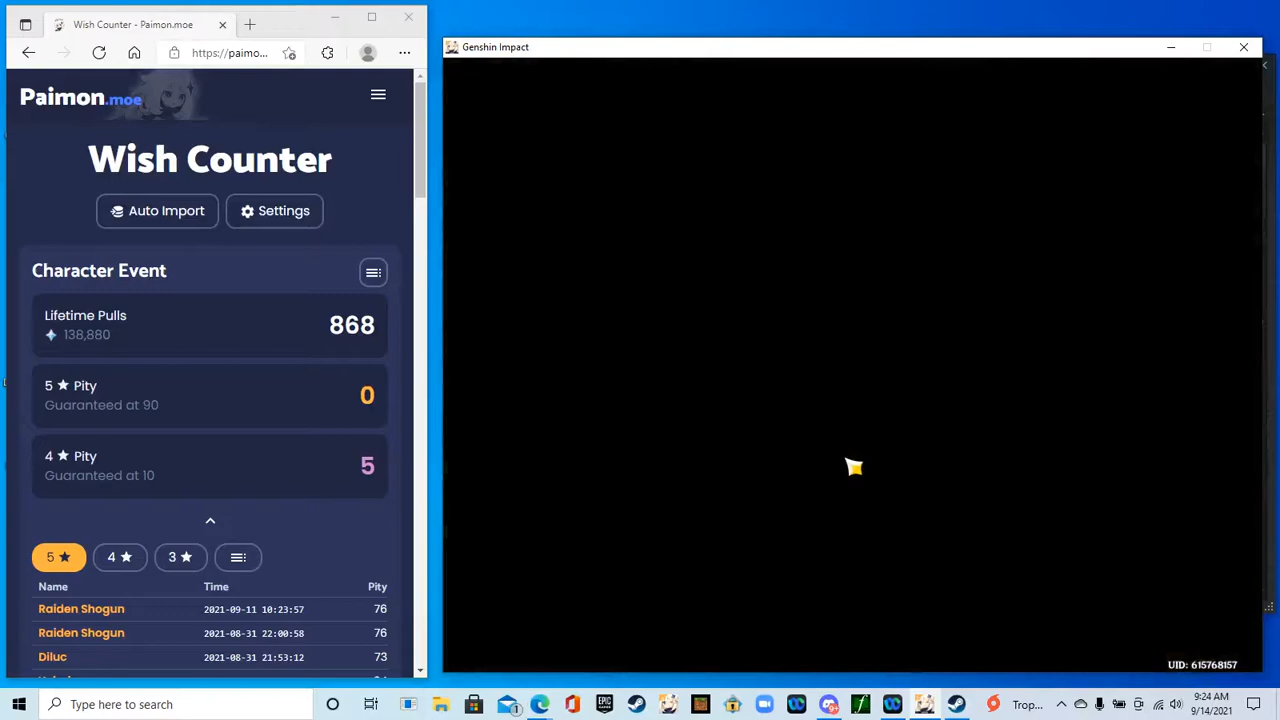 Wish Counter - Paimon.moe
https://paimo...
Genshin Impact
Paimon.moe
Wish Counter
Auto Import
Settings
Character Event
Lifetime Pulls
138,880
868
5 ★ Pity
Guaranteed at 90
0
4 ★ Pity
Guaranteed at 10
5
5 ★
4 ★
3 ★
Name Time Pity
Raiden Shogun 2021-09-11 10:23:57 76
Raiden Shogun 2021-08-31 22:00:58 76
Diluc 2021-08-31 21:53:12 73
UID: 615768157
Type here to search
EPIC GAMES
1
9+
Trop...
9:24 AM
9/14/2021